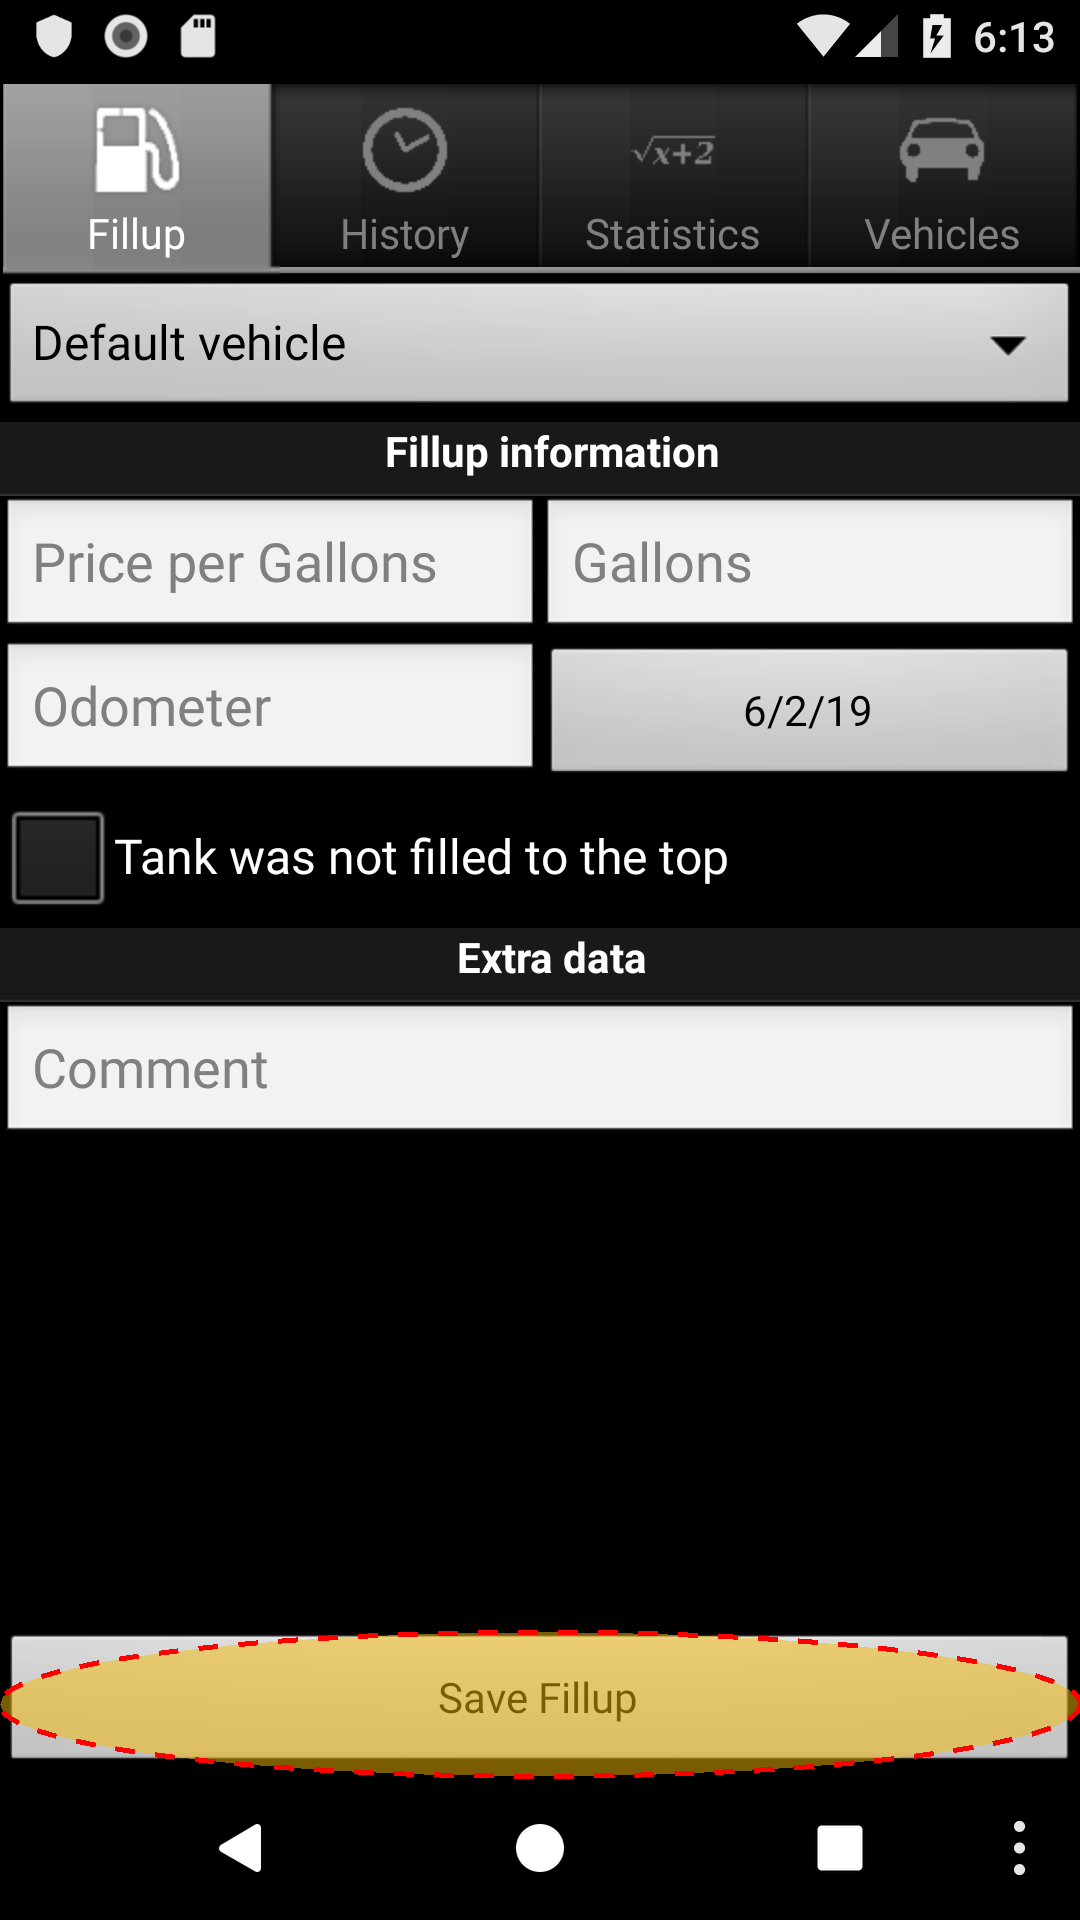 6:13
Fillup
History
√x+2
Statistics
Vehicles
Default vehicle
Fillup information
Price per Gallons
Gallons
Odometer
6/2/19
Tank was not filled to the top
Extra data
Comment
Save Fillup